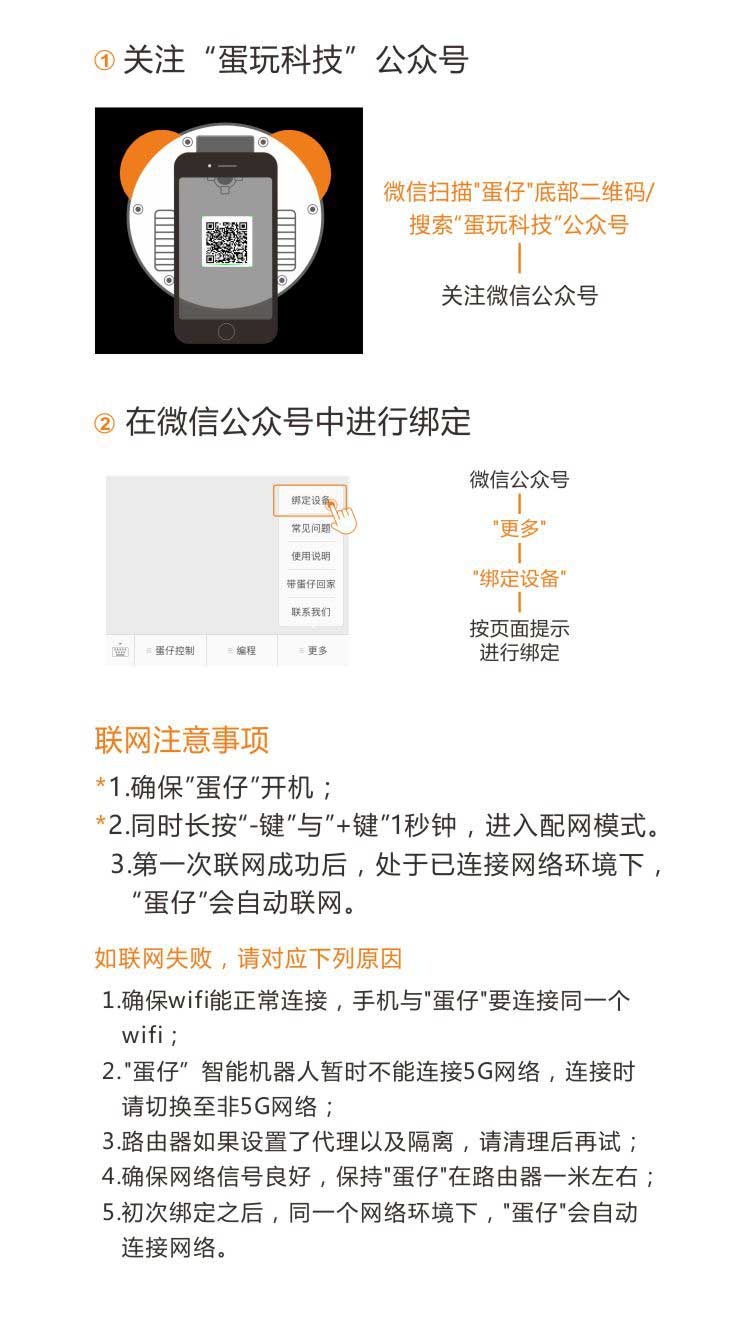 ① 关注“蛋玩科技”公众号
微信扫描"蛋仔"底部二维码/
搜索“蛋玩科技”公众号
关注微信公众号
② 在微信公众号中进行绑定
绑定设备
常见问题
使用说明
带蛋仔回家
联系我们
蛋仔控制
编程
更多
微信公众号
"更多"
"绑定设备"
按页面提示
进行绑定
联网注意事项
*1.确保”蛋仔”开机；
*2.同时长按“-键”与”+键”1秒钟，进入配网模式。
3.第一次联网成功后，处于已连接网络环境下，
“蛋仔”会自动联网。
如联网失败，请对应下列原因
1.确保wifi能正常连接，手机与"蛋仔"要连接同一个
wifi；
2."蛋仔”智能机器人暂时不能连接5G网络，连接时
请切换至非5G网络；
3.路由器如果设置了代理以及隔离，请清理后再试；
4.确保网络信号良好，保持"蛋仔"在路由器一米左右；
5.初次绑定之后，同一个网络环境下，"蛋仔"会自动
连接网络。